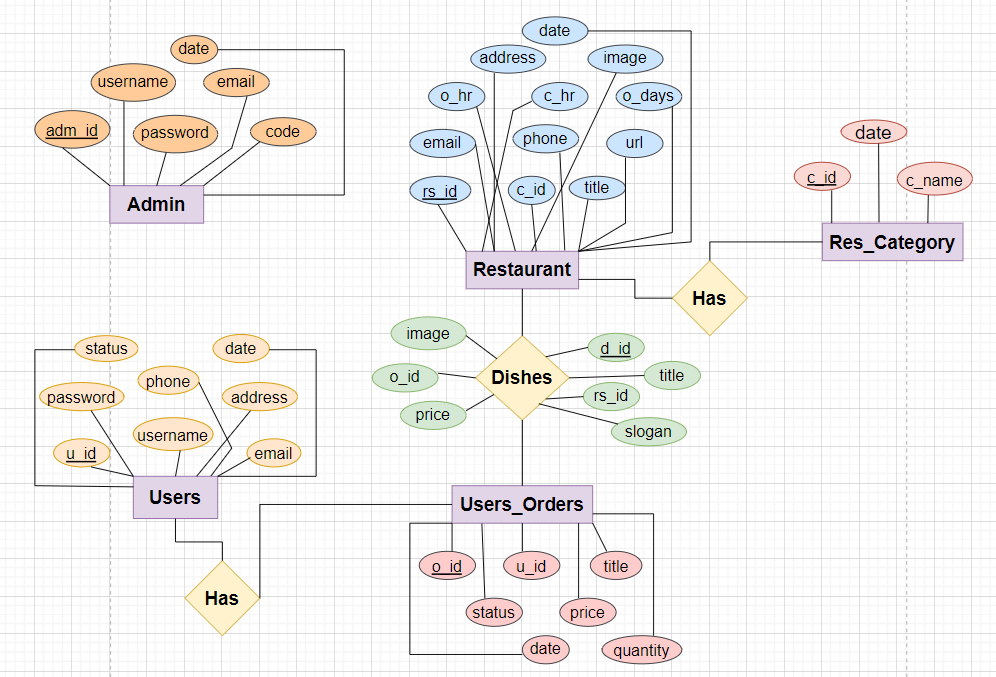 date
username
email
adm_id
password
code
Admin
date
address
image
o_hr
c_hr
o_days
email
phone
url
rs_id
c_id
title
Restaurant
date
c_id
c_name
Res_Category
Has
status
date
phone
password
address
username
u_id
email
Users
Has
image
d_id
o_id
Dishes
title
rs_id
price
slogan
Users_Orders
o_id
u_id
title
status
price
date
quantity